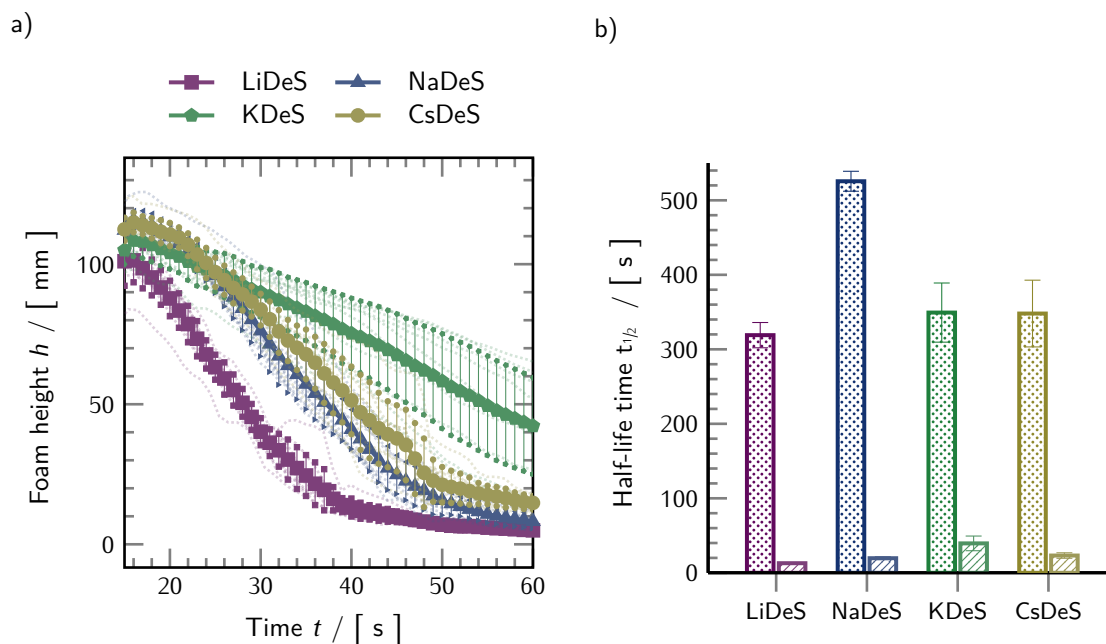 a)
LiDeS
NaDeS
KDeS
CsDeS
Foam height h / [ mm ]
100
50
0
20
30
40
50
60
Time t / [ s ]
b)
Half-life time t1/2 / [ s ]
500
400
300
200
100
0
LiDeS
NaDeS
KDeS
CsDeS